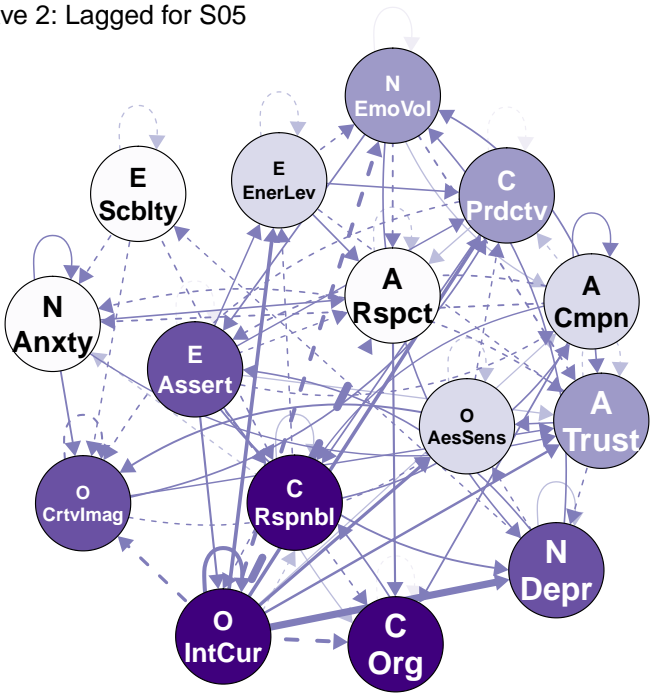 ve 2: Lagged for S05
N
EmoVol
E
Scblty
E
EnerLev
C
Prdctv
A
Rspct
A
Cmpn
N
Anxty
E
Assert
O
AesSens
A
Trust
O
CrtvImag
C
Rspnbl
N
Depr
O
IntCur
C
Org